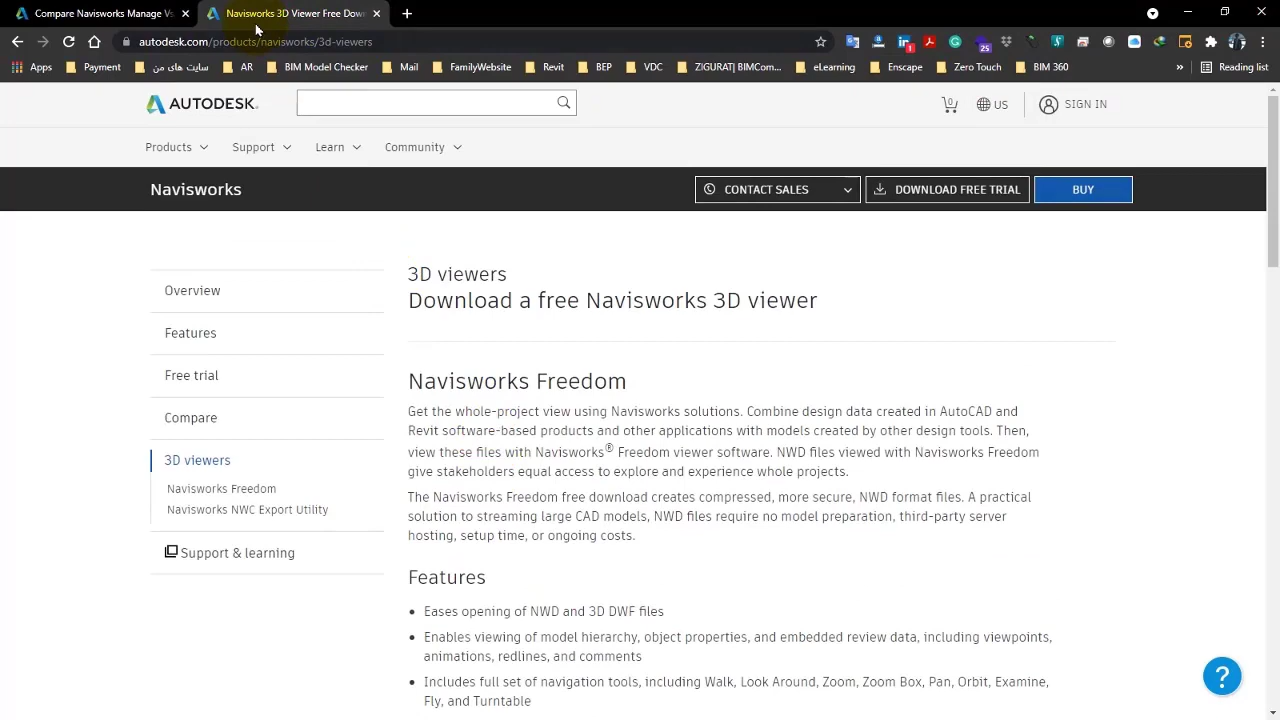 Compare Navisworks Manage Vs
Navisworks 3D Viewer Free Down
autodesk.com/products/navisworks/3d-viewers
25
Apps
Payment
سایت های من
AR
BIM Model Checker
Mail
FamilyWebsite
Revit
BEP
VDC
ZIGURAT| BIMCom...
eLearning
Enscape
Zero Touch
BIM 360
»
Reading list
AUTODESK.
0
US
SIGN IN
Products
Support
Learn
Community
Navisworks
CONTACT SALES
DOWNLOAD FREE TRIAL
BUY
Overview
Features
Free trial
Compare
3D viewers
Navisworks Freedom
Navisworks NWC Export Utility
Support & learning
3D viewers
Download a free Navisworks 3D viewer
Navisworks Freedom
Get the whole-project view using Navisworks solutions. Combine design data created in AutoCAD and
Revit software-based products and other applications with models created by other design tools. Then,
view these files with Navisworks® Freedom viewer software. NWD files viewed with Navisworks Freedom
give stakeholders equal access to explore and experience whole projects.
The Navisworks Freedom free download creates compressed, more secure, NWD format files. A practical
solution to streaming large CAD models, NWD files require no model preparation, third-party server
hosting, setup time, or ongoing costs.
Features
• Eases opening of NWD and 3D DWF files
• Enables viewing of model hierarchy, object properties, and embedded review data, including viewpoints,
animations, redlines, and comments
• Includes full set of navigation tools, including Walk, Look Around, Zoom, Zoom Box, Pan, Orbit, Examine,
Fly, and Turntable
?